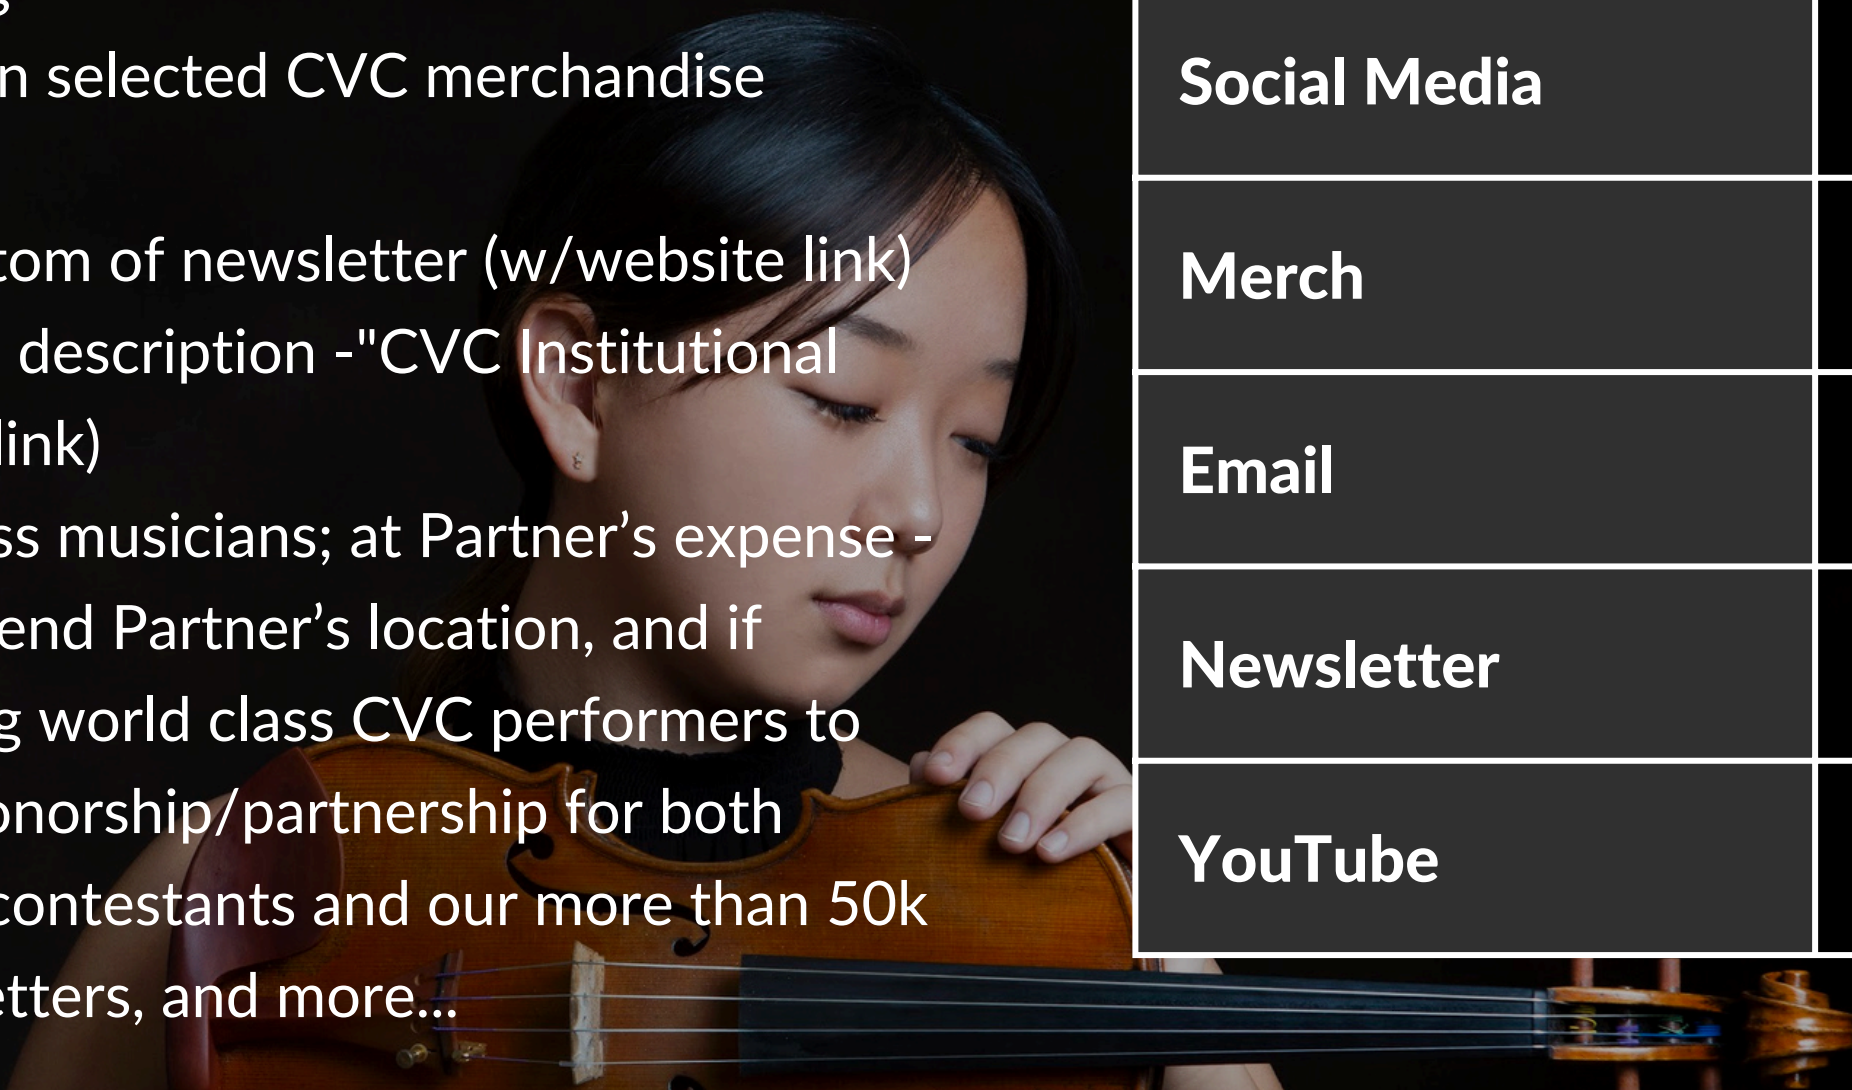 n selected CVC merchandise
tom of newsletter (w/website link)
description -"CVC Institutional
link)
ss musicians; at Partner’s expense -
end Partner’s location, and if
g world class CVC performers to
onorship/partnership for both
contestants and our more than 50k
etters, and more...
Social Media
Merch
Email
Newsletter
YouTube